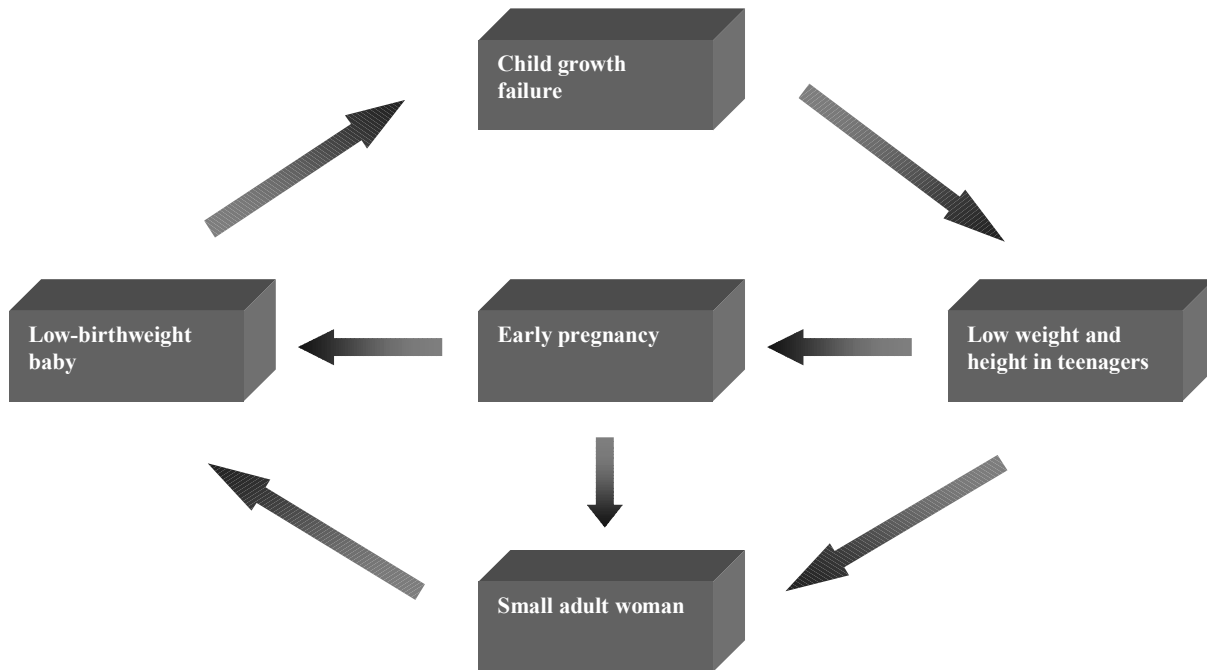 Child growth
failure
Low-birthweight
baby
Early pregnancy
Low weight and
height in teenagers
Small adult woman